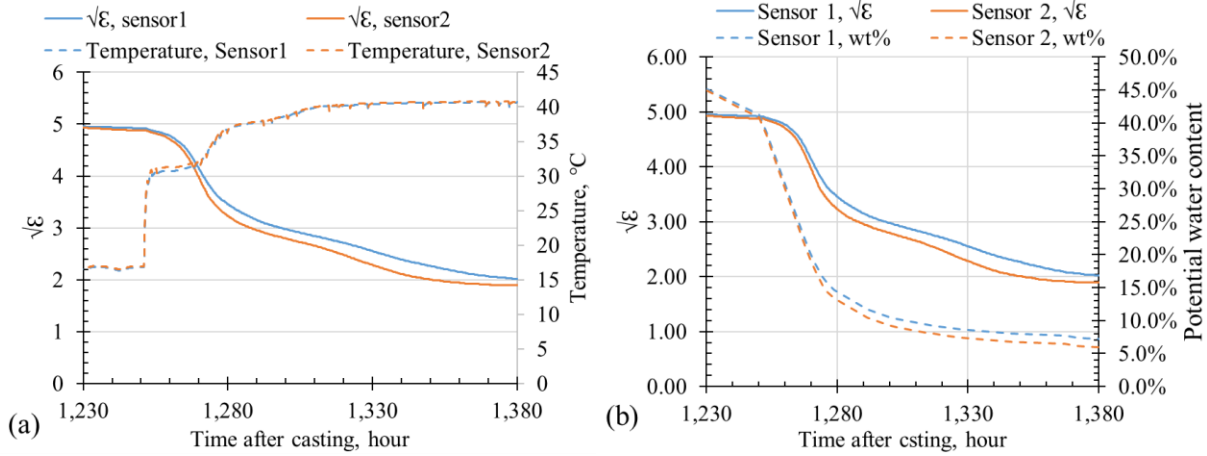 √Ɛ, sensor1
√Ɛ, sensor2
Temperature, Sensor1
Temperature, Sensor2
6
5
4
3
2
1
0
√Ɛ
45
40
35
30
25
20
15
10
5
0
Temperature, °C
1,230
1,280
1,330
1,380
Time after casting, hour
(a)
Sensor 1, √Ɛ
Sensor 2, √Ɛ
Sensor 1, wt%
Sensor 2, wt%
6.00
5.00
4.00
3.00
2.00
1.00
0.00
√Ɛ
50.0%
45.0%
40.0%
35.0%
30.0%
25.0%
20.0%
15.0%
10.0%
5.0%
0.0%
Potential water content
1,230
1,280
1,330
1,380
Time after csting, hour
(b)